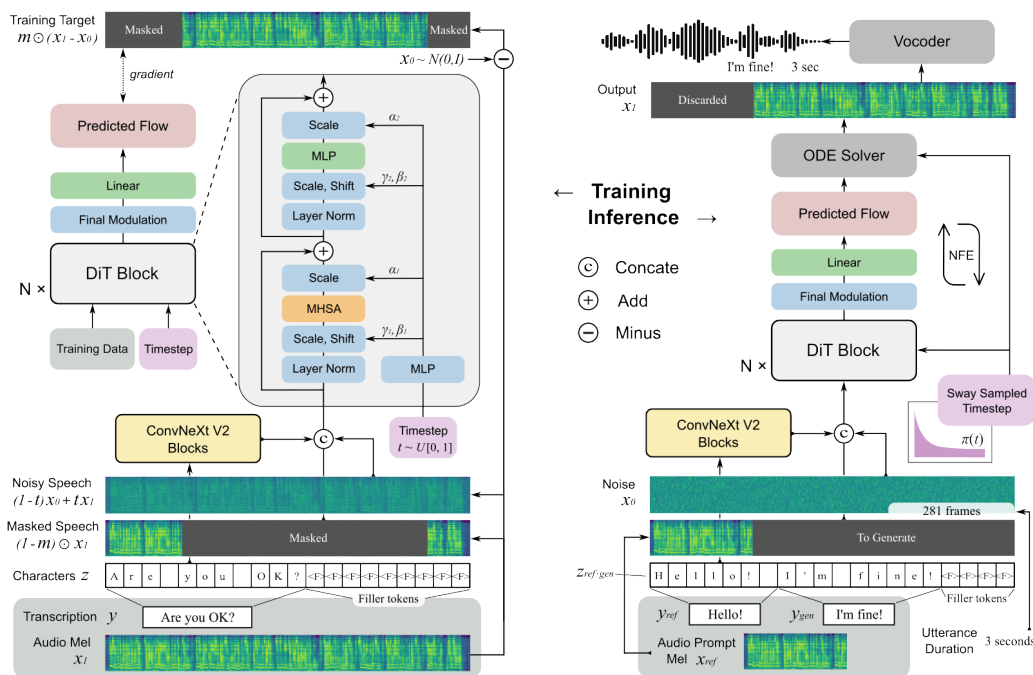 Training Target
m ⊙ (x₁ - x₀)
Masked
Masked
x₀ ~ N(0,I)
gradient
Predicted Flow
Linear
Final Modulation
N ×
DiT Block
Training Data
Timestep
Scale
α₂
MLP
Scale, Shift
γ₂, β₂
Layer Norm
Scale
α₁
MHSA
Scale, Shift
γ₁, β₁
Layer Norm
MLP
Timestep
t ~ U[0, 1]
ConvNeXt V2
Blocks
c
Noisy Speech
(1-t)x₀ + tx₁
Masked Speech
(1-m) ⊙ x₁
Masked
Characters z
A r e y o u O K ? <F> <F> <F> <F> <F> <F> <F> <F> <F>
Filler tokens
Transcription y
Are you OK?
Audio Mel
x₁
← Training
Inference →
c Concate
+ Add
− Minus
Vocoder
I'm fine! 3 sec
Output
x₁
Discarded
ODE Solver
Predicted Flow
Linear
NFE
Final Modulation
N ×
DiT Block
Sway Sampled
Timestep
π(t)
ConvNeXt V2
Blocks
c
Noise
x₀
281 frames
To Generate
z ref·gen
H e l l o ! I ' m f i n e ! <F> <F> <F> <F>
Filler tokens
y ref
Hello!
y gen
I'm fine!
Audio Prompt
Mel x ref
Utterance
Duration
3 seconds